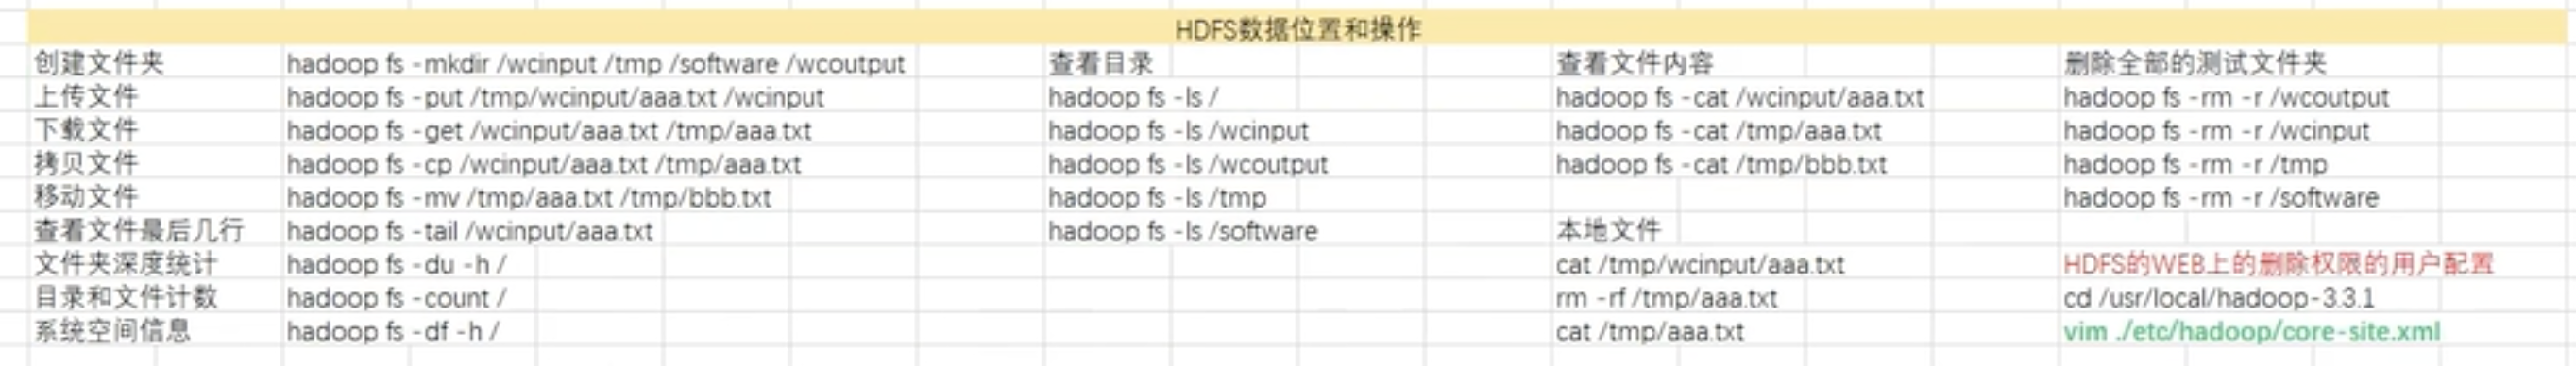 HDFS数据位置和操作
创建文件夹 hadoop fs -mkdir /wcinput /tmp /software /wcoutput 查看目录 查看文件内容 删除全部的测试文件夹
上传文件 hadoop fs -put /tmp/wcinput/aaa.txt /wcinput hadoop fs -ls / hadoop fs -cat /wcinput/aaa.txt hadoop fs -rm -r /wcoutput
下载文件 hadoop fs -get /wcinput/aaa.txt /tmp/aaa.txt hadoop fs -ls /wcinput hadoop fs -cat /tmp/aaa.txt hadoop fs -rm -r /wcinput
拷贝文件 hadoop fs -cp /wcinput/aaa.txt /tmp/aaa.txt hadoop fs -ls /wcoutput hadoop fs -cat /tmp/bbb.txt hadoop fs -rm -r /tmp
移动文件 hadoop fs -mv /tmp/aaa.txt /tmp/bbb.txt hadoop fs -ls /tmp hadoop fs -rm -r /software
查看文件最后几行 hadoop fs -tail /wcinput/aaa.txt hadoop fs -ls /software 本地文件
文件夹深度统计 hadoop fs -du -h / cat /tmp/wcinput/aaa.txt HDFS的WEB上的删除权限的用户配置
目录和文件计数 hadoop fs -count / rm -rf /tmp/aaa.txt cd /usr/local/hadoop-3.3.1
系统空间信息 hadoop fs -df -h / cat /tmp/aaa.txt vim ./etc/hadoop/core-site.xml